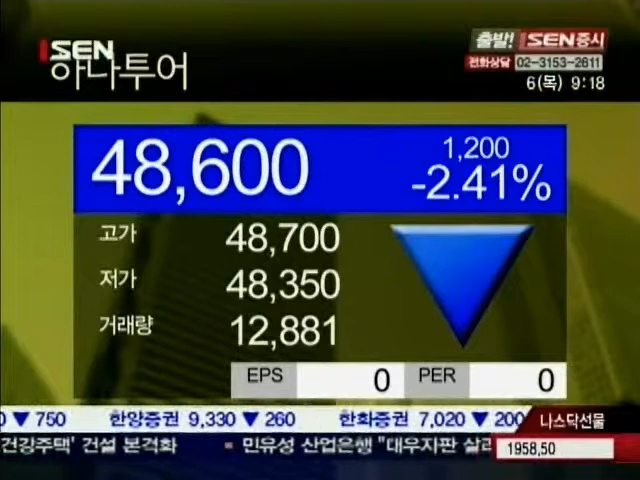 SEN
하나투어
출발! SEN증시
전화상담 02-3153-2611
6(목) 9:18
48,600
1,200
-2.41%
고가 48,700
저가 48,350
거래량 12,881
EPS 0 PER 0
0▼750 한양증권 9,330▼260 한화증권 7,020▼200 나스닥선물
건강주택' 건설 본격화 ▪ 민유성 산업은행 "대우자판 살리 1958,50